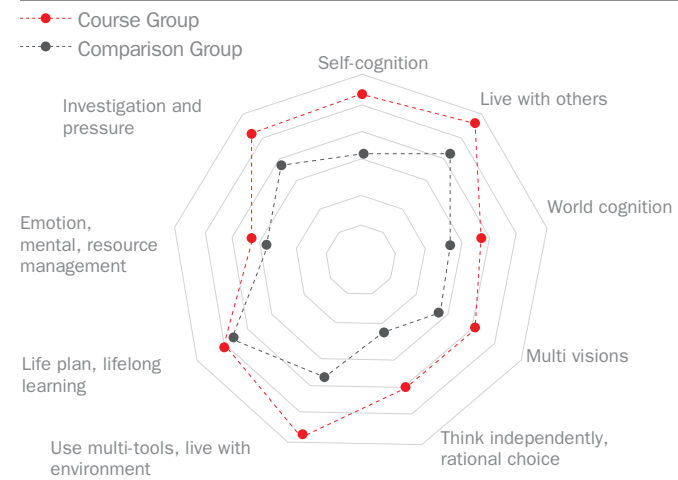 Course Group
Comparison Group
Self-cognition
Live with others
Investigation and
pressure
World cognition
Emotion,
mental, resource
management
Multi visions
Life plan, lifelong
learning
Think independently,
rational choice
Use multi-tools, live with
environment